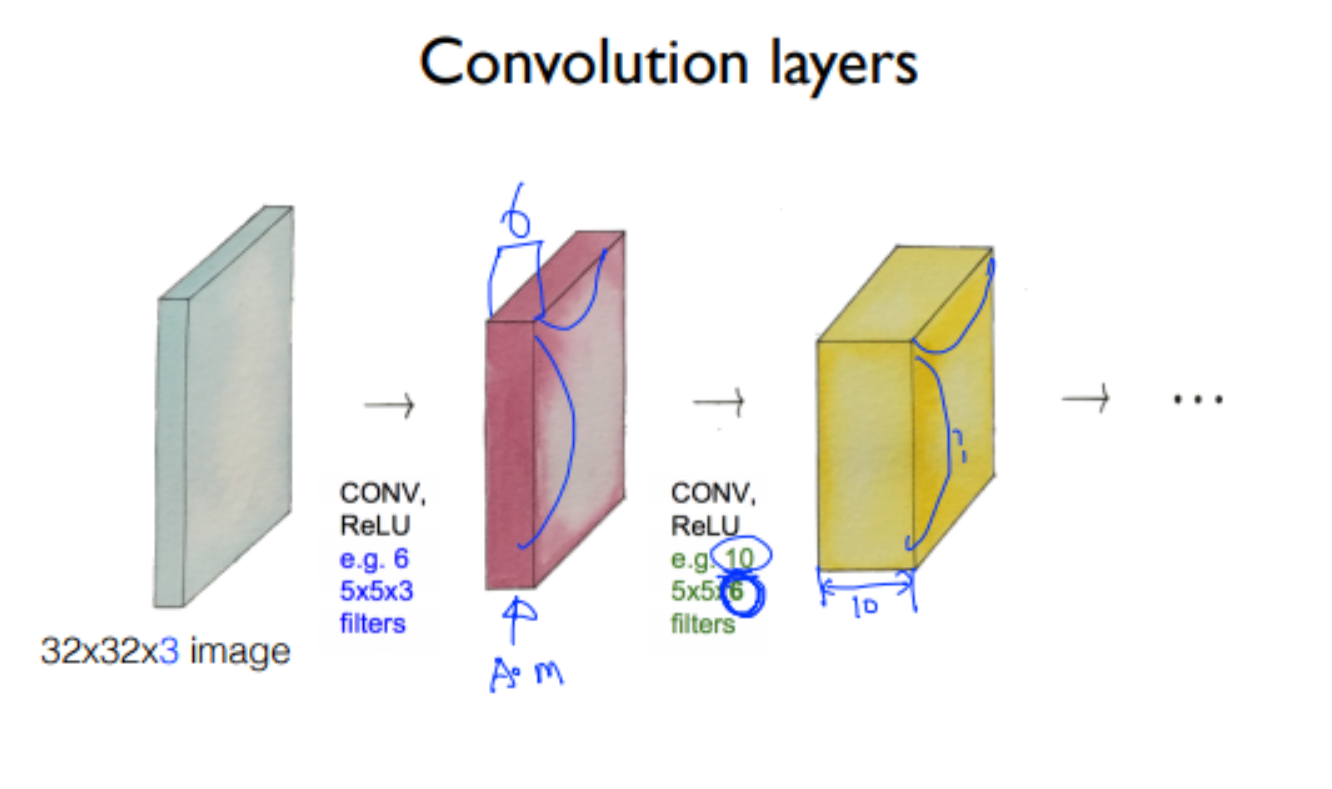 Convolution layers
6
CONV,
ReLU
e.g. 6
5x5x3
filters
CONV,
ReLU
e.g. 10
5x5x6
filters
...
32x32x3 image
10
A.m